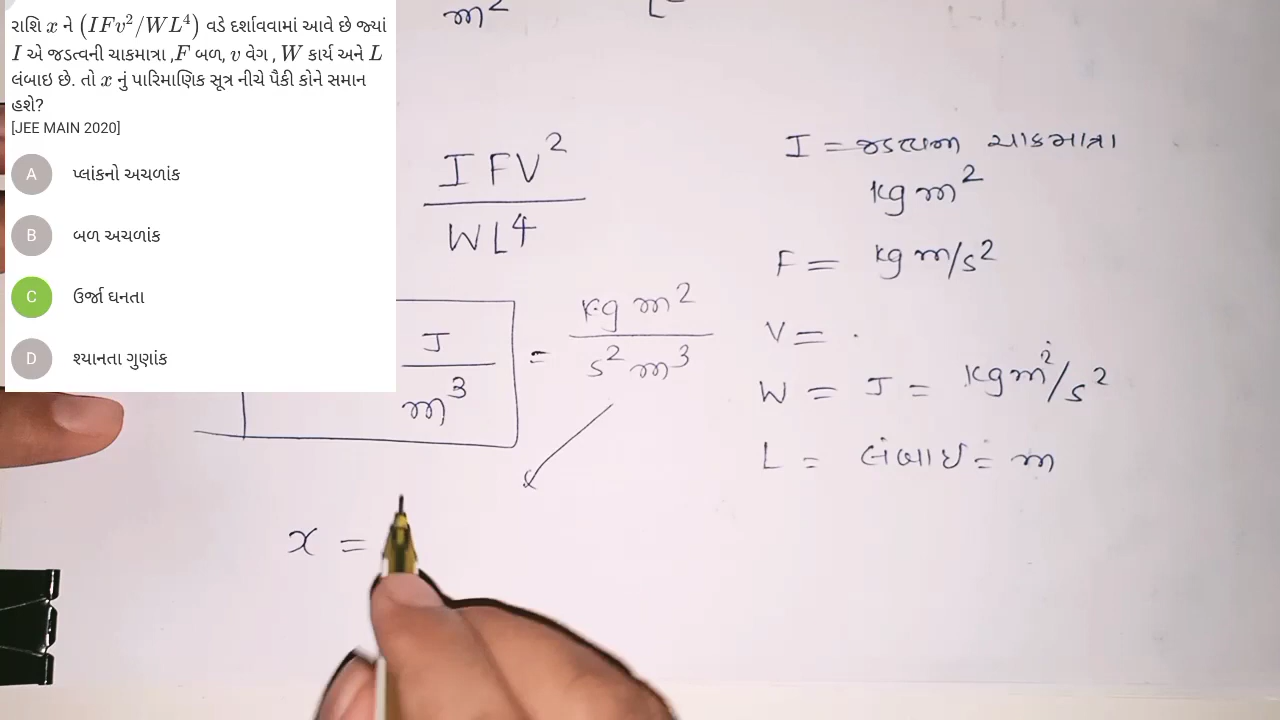 રાશિ x ને (IFv²/WL⁴) વડે દર્શાવવામાં આવે છે જ્યાં
I એ જડત્વની ચાકમાત્રા ,F બળ, v વેગ , W કાર્ય અને L
લંબાઇ છે. તો x નું પારિમાણિક સૂત્ર નીચે પૈકી કોને સમાન
હશે?
[JEE MAIN 2020]
A પ્લાંકનો અચળાંક
B બળ અચળાંક
C ઉર્જા ઘનતા
D શ્યાનતા ગુણાંક
m² [
IFV²
WL⁴
J
m³
= kg m²
s² m³
x =
I = જડત્વની ચાકમાત્રા
kg m²
F = kg m/s²
V = .
W = J = kg m²/s²
L = લંબાઈ = m